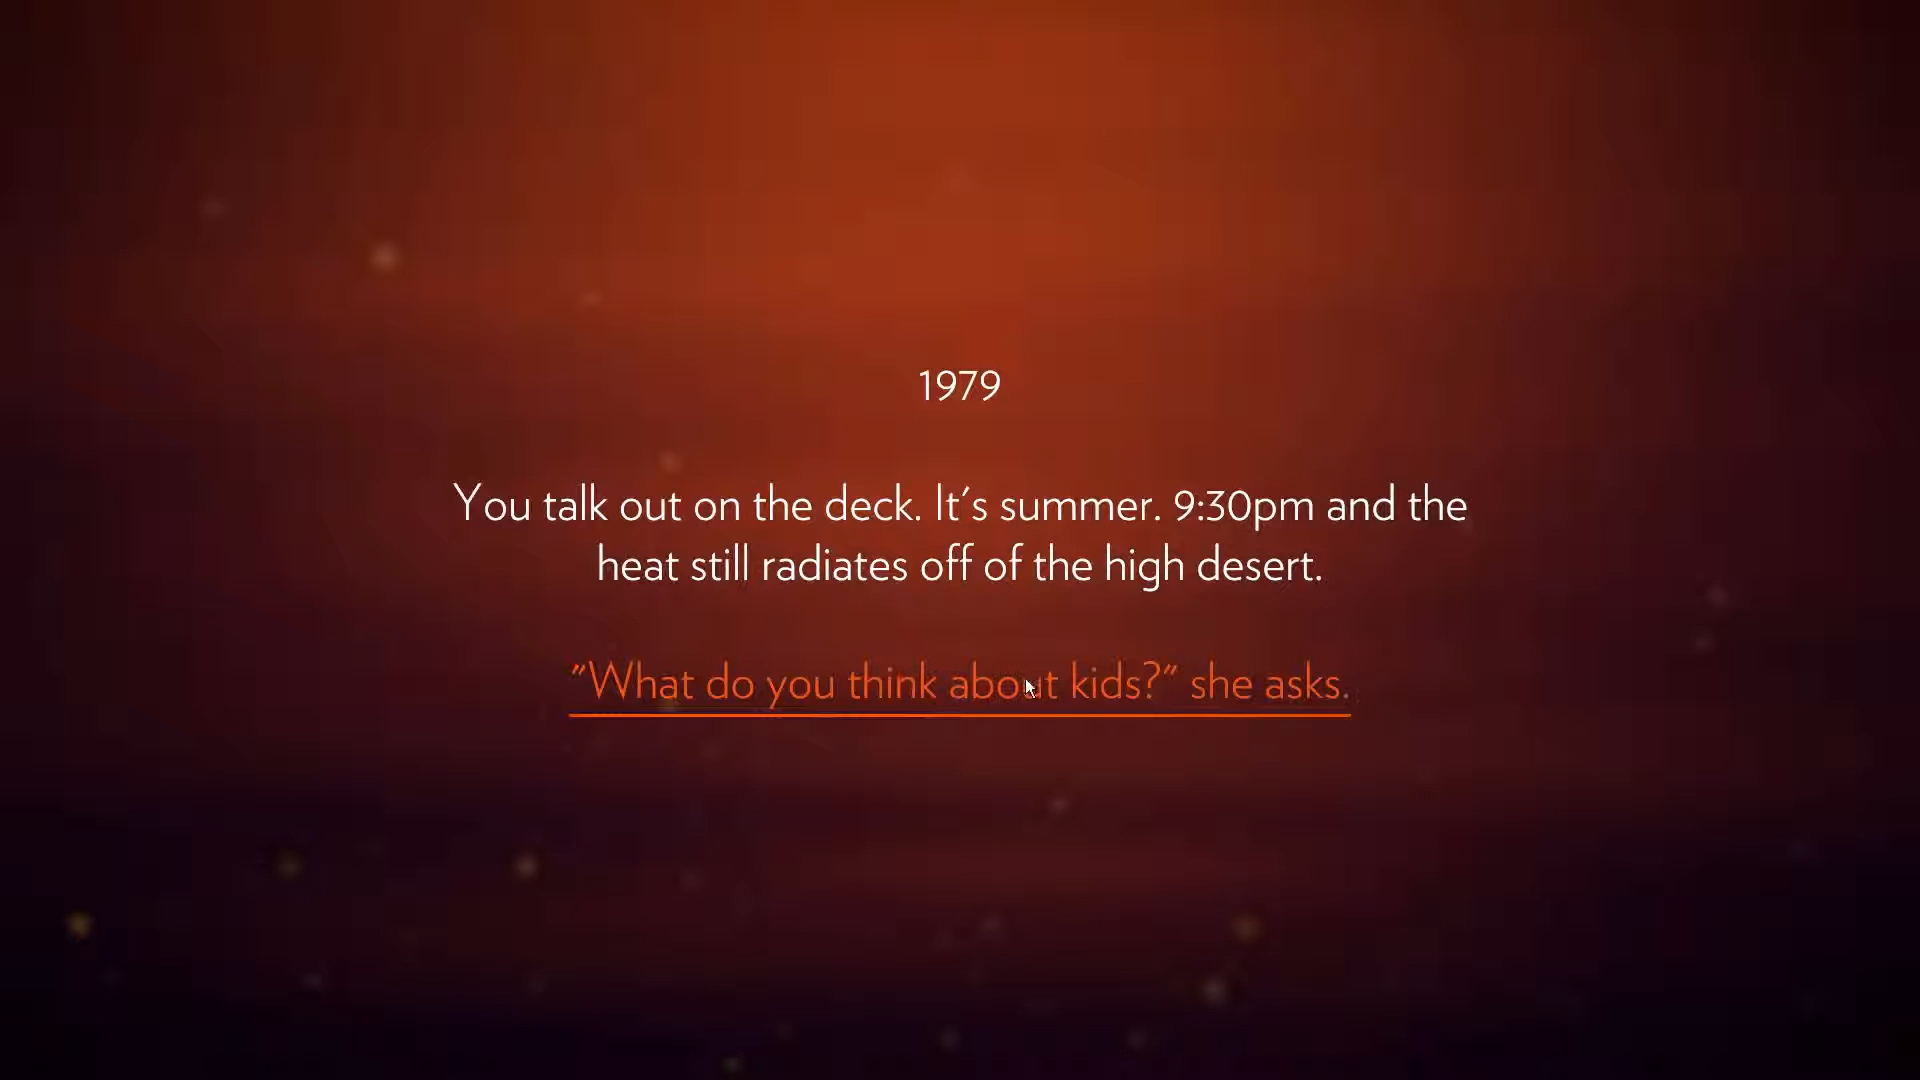 1979
You talk out on the deck. It's summer. 9:30pm and the
heat still radiates off of the high desert.
"What do you think about kids?" she asks.